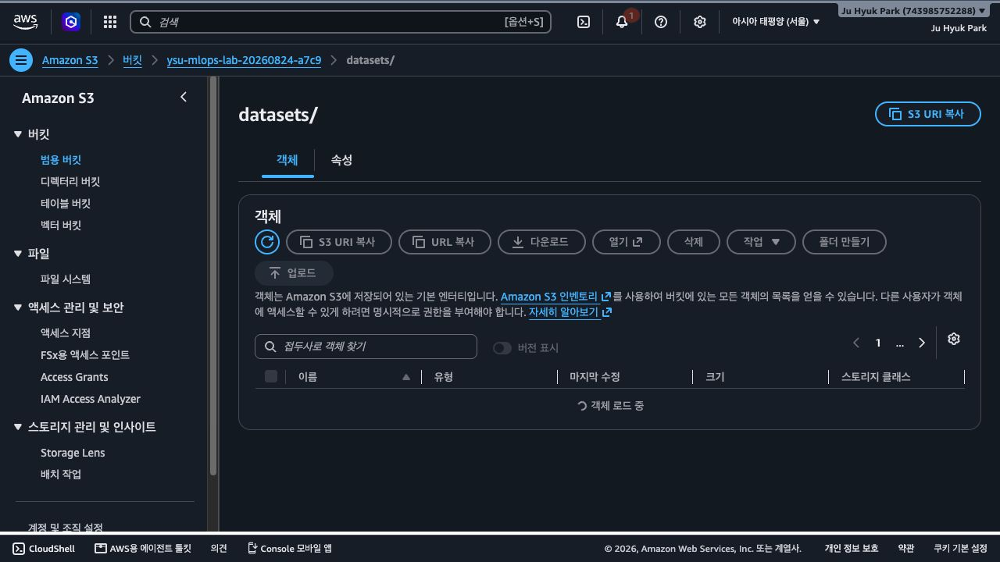 aws
검색
[옵션+S]
1
아시아 태평양 (서울)
Ju Hyuk Park (743985752288)
Ju Hyuk Park
Amazon S3
버킷
ysu-mlops-lab-20260824-a7c9
datasets/
Amazon S3
버킷
범용 버킷
디렉터리 버킷
테이블 버킷
벡터 버킷
파일
파일 시스템
액세스 관리 및 보안
액세스 지점
FSx용 액세스 포인트
Access Grants
IAM Access Analyzer
스토리지 관리 및 인사이트
Storage Lens
배치 작업
계정 및 조직 설정
datasets/
S3 URI 복사
객체
속성
객체
S3 URI 복사
URL 복사
다운로드
열기
삭제
작업
폴더 만들기
업로드
객체는 Amazon S3에 저장되어 있는 기본 엔터티입니다. Amazon S3 인벤토리 를 사용하여 버킷에 있는 모든 객체의 목록을 얻을 수 있습니다. 다른 사용자가 객체
에 액세스할 수 있게 하려면 명시적으로 권한을 부여해야 합니다. 자세히 알아보기
접두사로 객체 찾기
버전 표시
1
...
이름
유형
마지막 수정
크기
스토리지 클래스
객체 로드 중
CloudShell
AWS용 에이전트 툴킷
의견
Console 모바일 앱
© 2026, Amazon Web Services, Inc. 또는 계열사.
개인 정보 보호
약관
쿠키 기본 설정